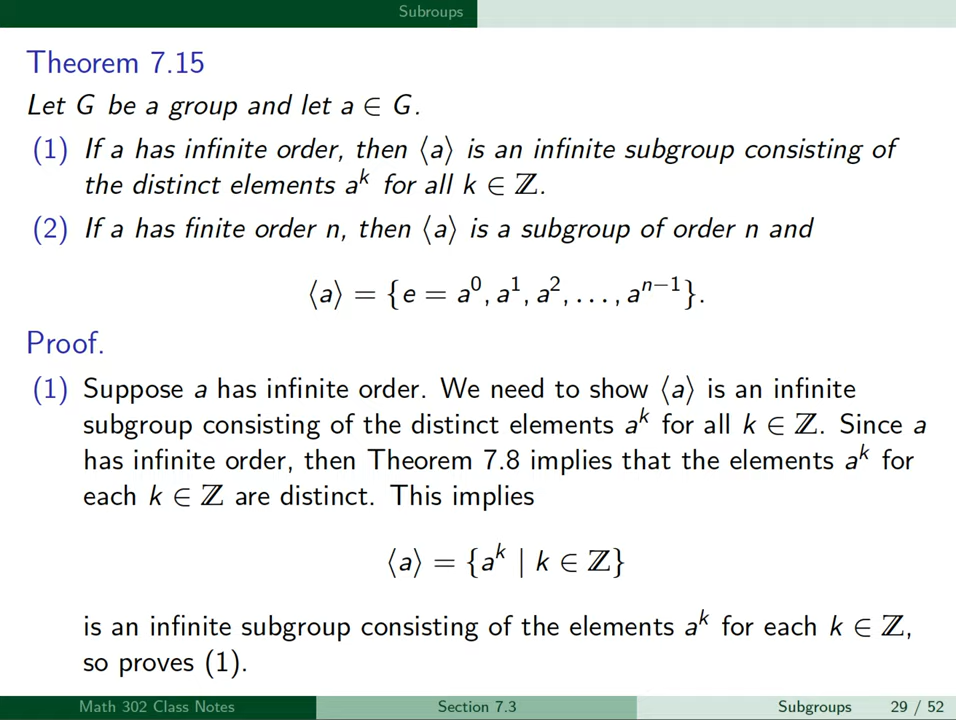 Subroups
Theorem 7.15
Let G be a group and let a ∈ G.
(1) If a has infinite order, then ⟨a⟩ is an infinite subgroup consisting of
the distinct elements a^k for all k ∈ ℤ.
(2) If a has finite order n, then ⟨a⟩ is a subgroup of order n and
⟨a⟩ = {e = a^0, a^1, a^2, . . . , a^{n−1}}.
Proof.
(1) Suppose a has infinite order. We need to show ⟨a⟩ is an infinite
subgroup consisting of the distinct elements a^k for all k ∈ ℤ. Since a
has infinite order, then Theorem 7.8 implies that the elements a^k for
each k ∈ ℤ are distinct. This implies
⟨a⟩ = {a^k | k ∈ ℤ}
is an infinite subgroup consisting of the elements a^k for each k ∈ ℤ,
so proves (1).
Math 302 Class Notes Section 7.3 Subgroups 29 / 52